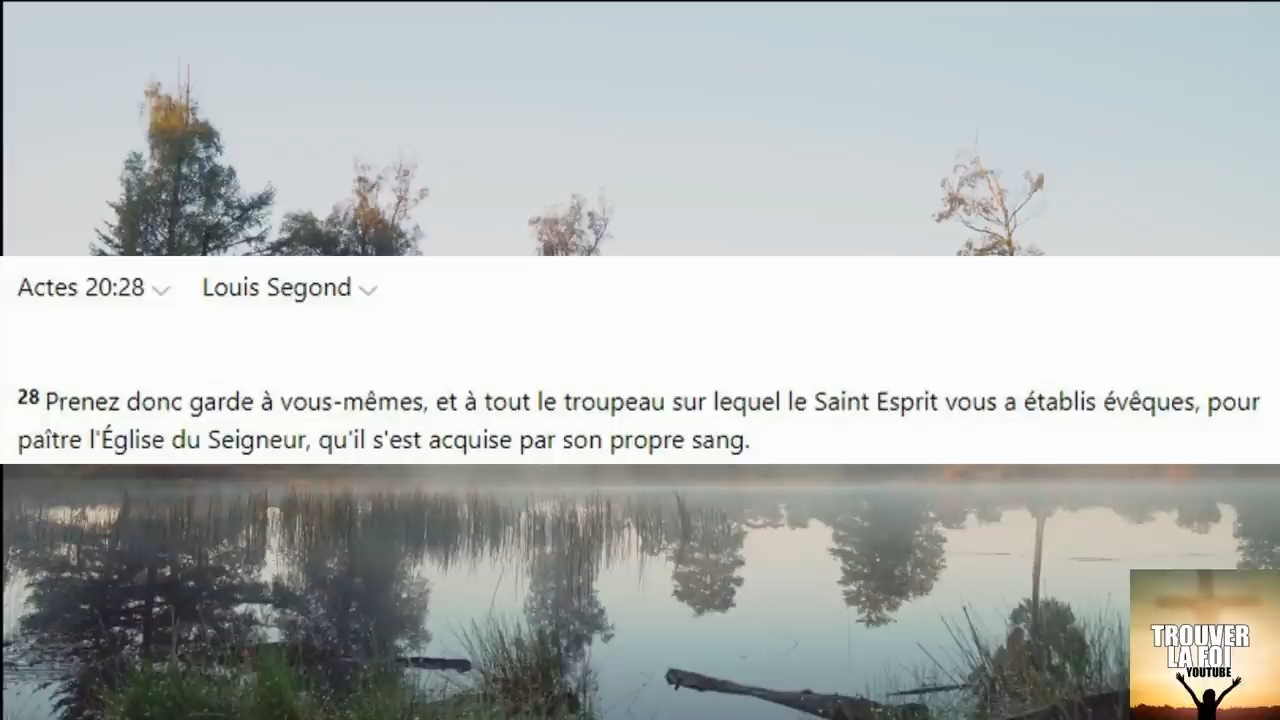 Actes 20:28 Louis Segond
28 Prenez donc garde à vous-mêmes, et à tout le troupeau sur lequel le Saint Esprit vous a établis évêques, pour
paître l'Église du Seigneur, qu'il s'est acquise par son propre sang.
TROUVER
LA FOI
YOUTUBE